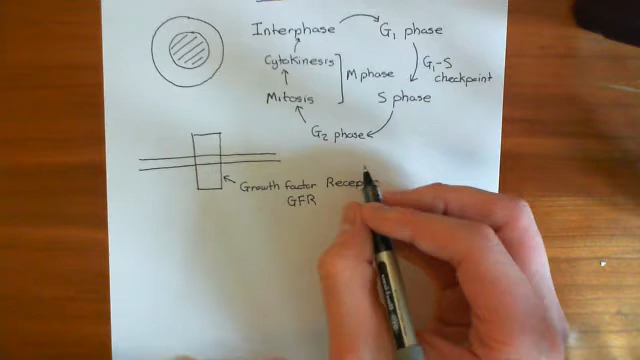 Interphase
G₁ phase
Cytokinesis
M phase
G₁-S
checkpoint
Mitosis
S phase
G₂ phase
Growth factor
GFR